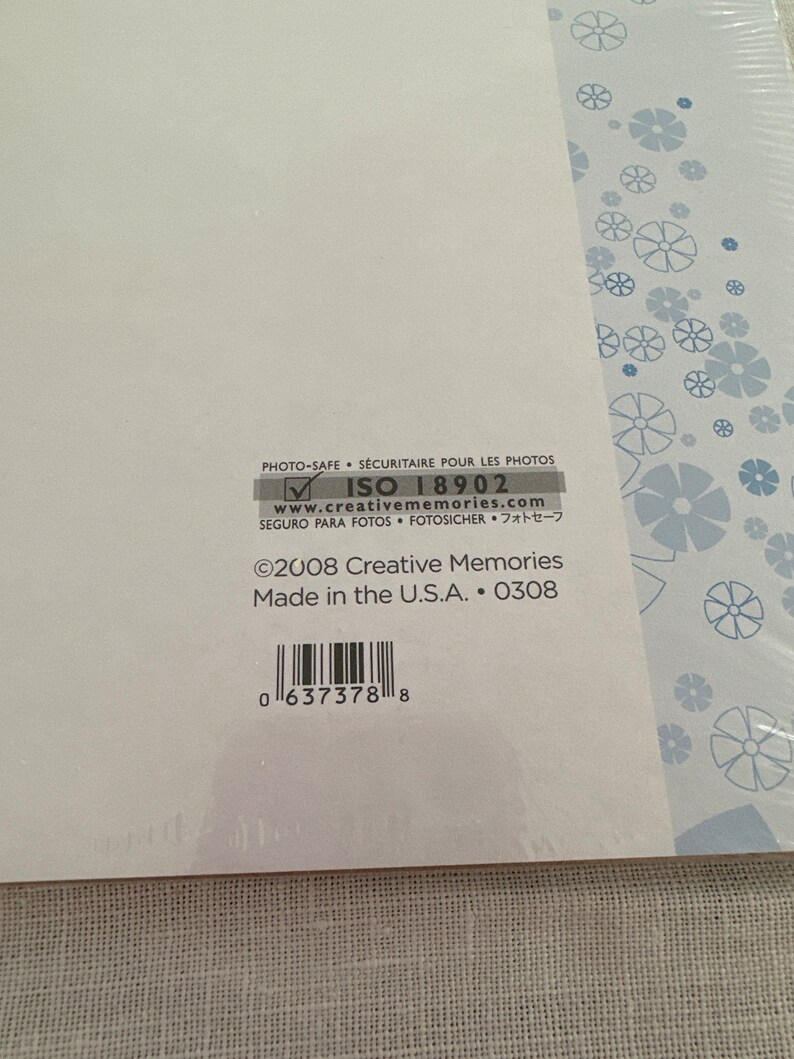 PHOTO-SAFE • SÉCURITAIRE POUR LES PHOTOS
ISO 18902
www.creativememories.com
SEGURO PARA FOTOS • FOTOSICHER • フォトセーフ
©2008 Creative Memories
Made in the U.S.A. • 0308
0 637378 8